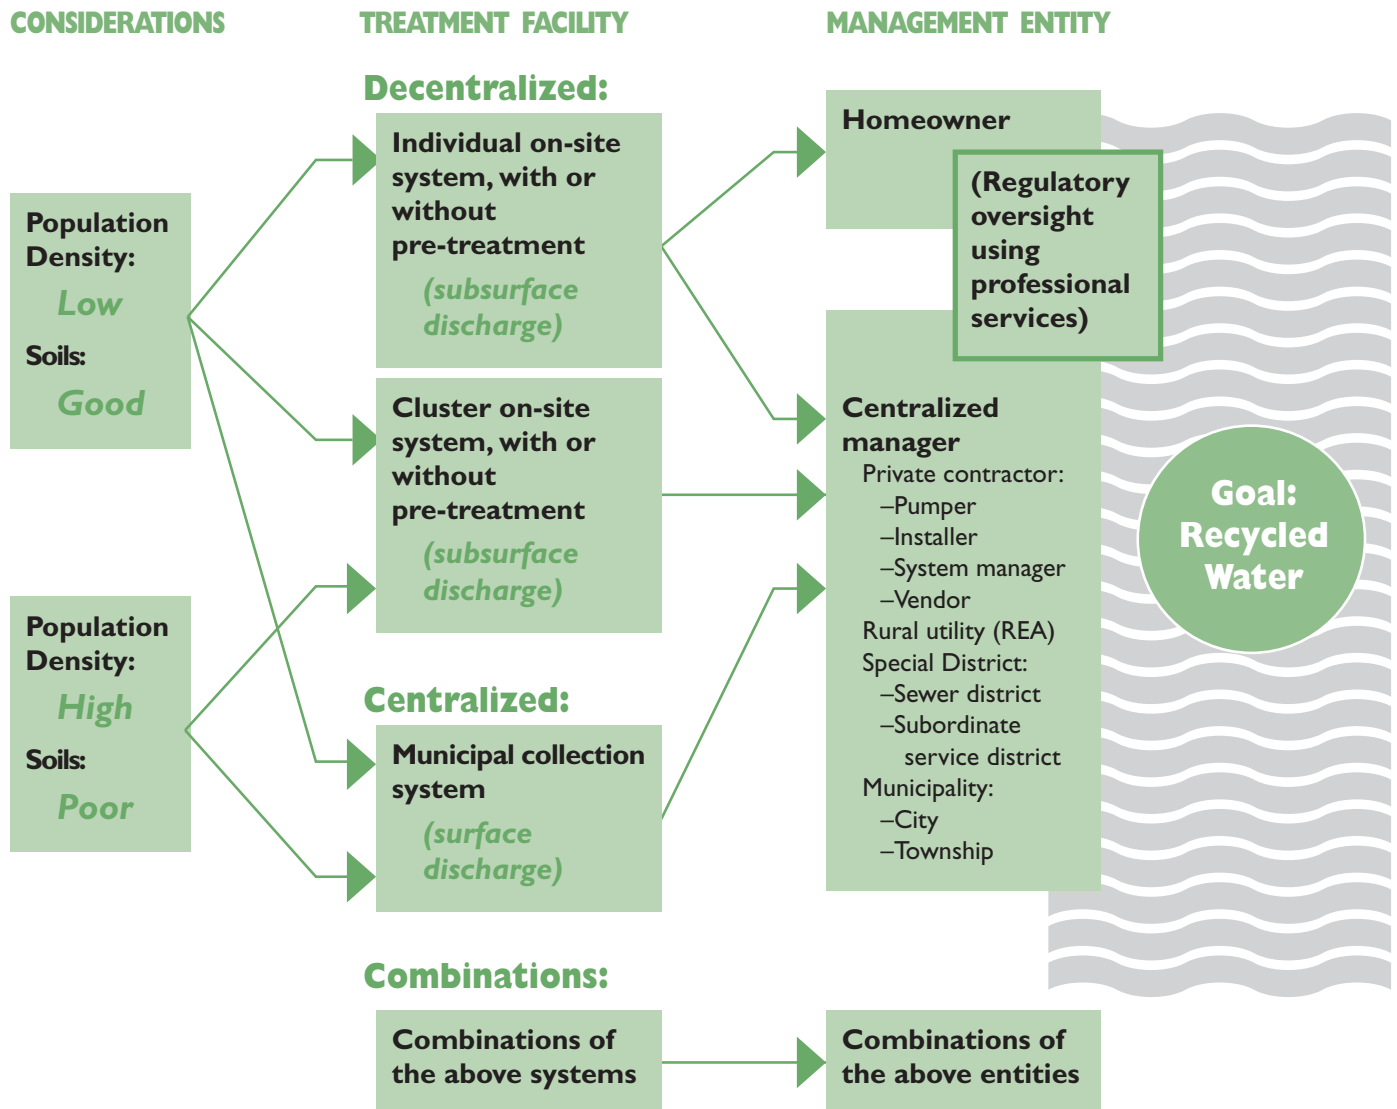 CONSIDERATIONS
TREATMENT FACILITY
MANAGEMENT ENTITY
Population
Density:
Low
Soils:
Good
Population
Density:
High
Soils:
Poor
Decentralized:
Individual on-site
system, with or
without
pre-treatment
(subsurface
discharge)
Cluster on-site
system, with or
without
pre-treatment
(subsurface
discharge)
Centralized:
Municipal collection
system
(surface
discharge)
Combinations:
Combinations of
the above systems
Homeowner
(Regulatory
oversight
using
professional
services)
Centralized
manager
Private contractor:
–Pumper
–Installer
–System manager
–Vendor
Rural utility (REA)
Special District:
–Sewer district
–Subordinate
service district
Municipality:
–City
–Township
Combinations of
the above entities
Goal:
Recycled
Water